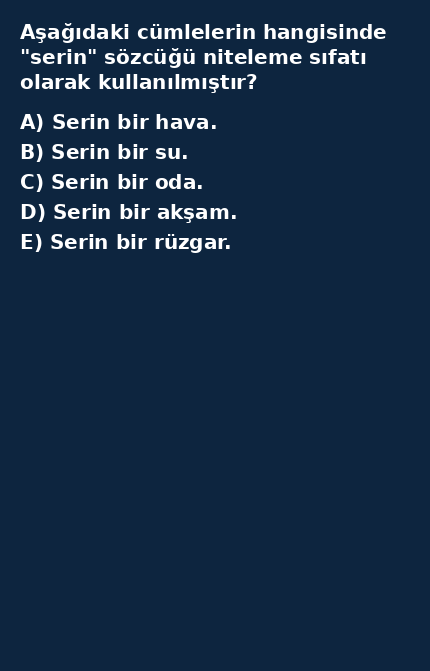 Aşağıdaki cümlelerin hangisinde
"serin" sözcüğü niteleme sıfatı
olarak kullanılmıştır?
A) Serin bir hava.
B) Serin bir su.
C) Serin bir oda.
D) Serin bir akşam.
E) Serin bir rüzgar.